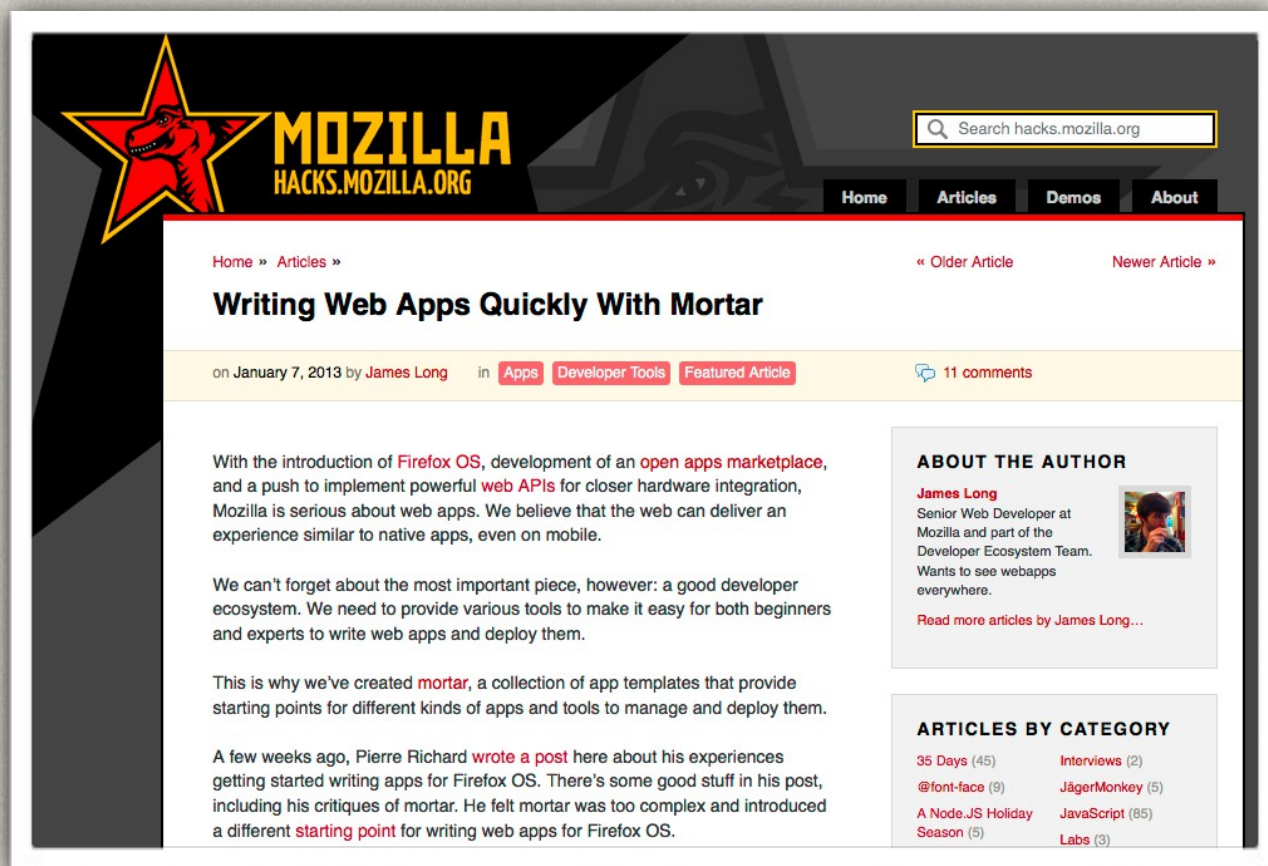 MOZILLA
HACKS.MOZILLA.ORG
Search hacks.mozilla.org
Home
Articles
Demos
About
Home » Articles »
« Older Article
Newer Article »
Writing Web Apps Quickly With Mortar
on January 7, 2013 by James Long in Apps Developer Tools Featured Article
11 comments
With the introduction of Firefox OS, development of an open apps marketplace,
and a push to implement powerful web APIs for closer hardware integration,
Mozilla is serious about web apps. We believe that the web can deliver an
experience similar to native apps, even on mobile.
We can't forget about the most important piece, however: a good developer
ecosystem. We need to provide various tools to make it easy for both beginners
and experts to write web apps and deploy them.
This is why we've created mortar, a collection of app templates that provide
starting points for different kinds of apps and tools to manage and deploy them.
A few weeks ago, Pierre Richard wrote a post here about his experiences
getting started writing apps for Firefox OS. There's some good stuff in his post,
including his critiques of mortar. He felt mortar was too complex and introduced
a different starting point for writing web apps for Firefox OS.
ABOUT THE AUTHOR
James Long
Senior Web Developer at
Mozilla and part of the
Developer Ecosystem Team.
Wants to see webapps
everywhere.
Read more articles by James Long…
ARTICLES BY CATEGORY
35 Days (45)
@font-face (9)
A Node.JS Holiday
Season (5)
Interviews (2)
JägerMonkey (5)
JavaScript (85)
Labs (3)